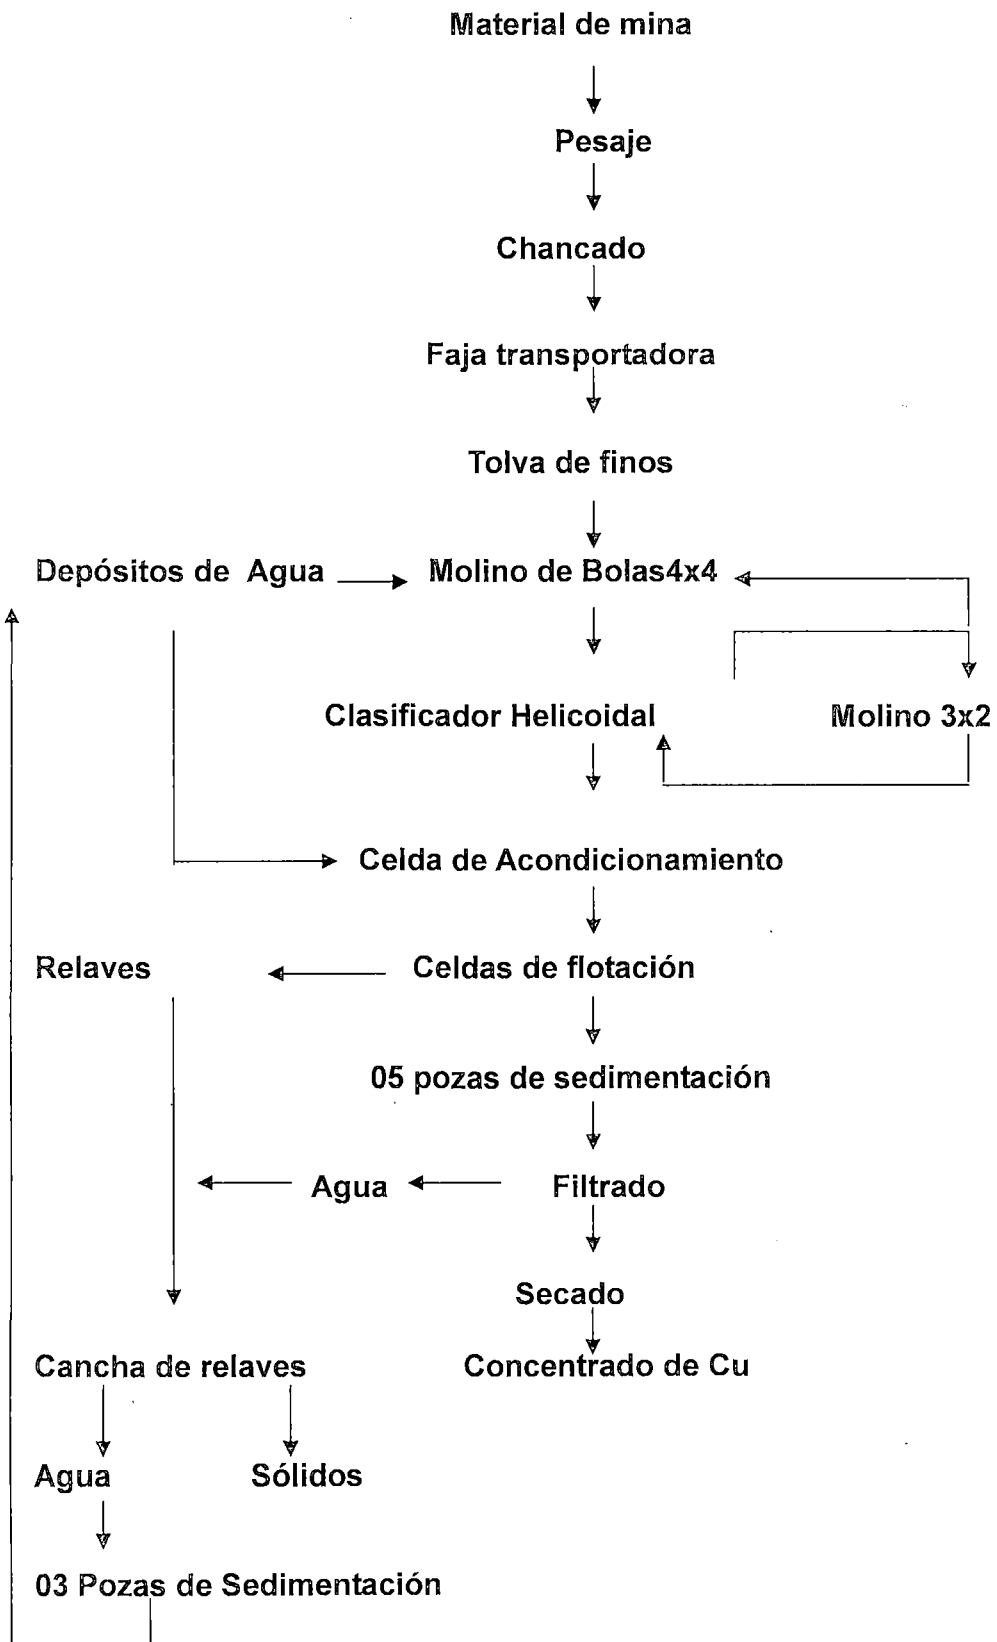 Material de mina
Pesaje
Chancado
Faja transportadora
Tolva de finos
Depósitos de Agua
Molino de Bolas4x4
Clasificador Helicoidal
Molino 3x2
Celda de Acondicionamiento
Relaves
Celdas de flotación
05 pozas de sedimentación
Agua
Filtrado
Secado
Cancha de relaves
Concentrado de Cu
Agua
Sólidos
03 Pozas de Sedimentación